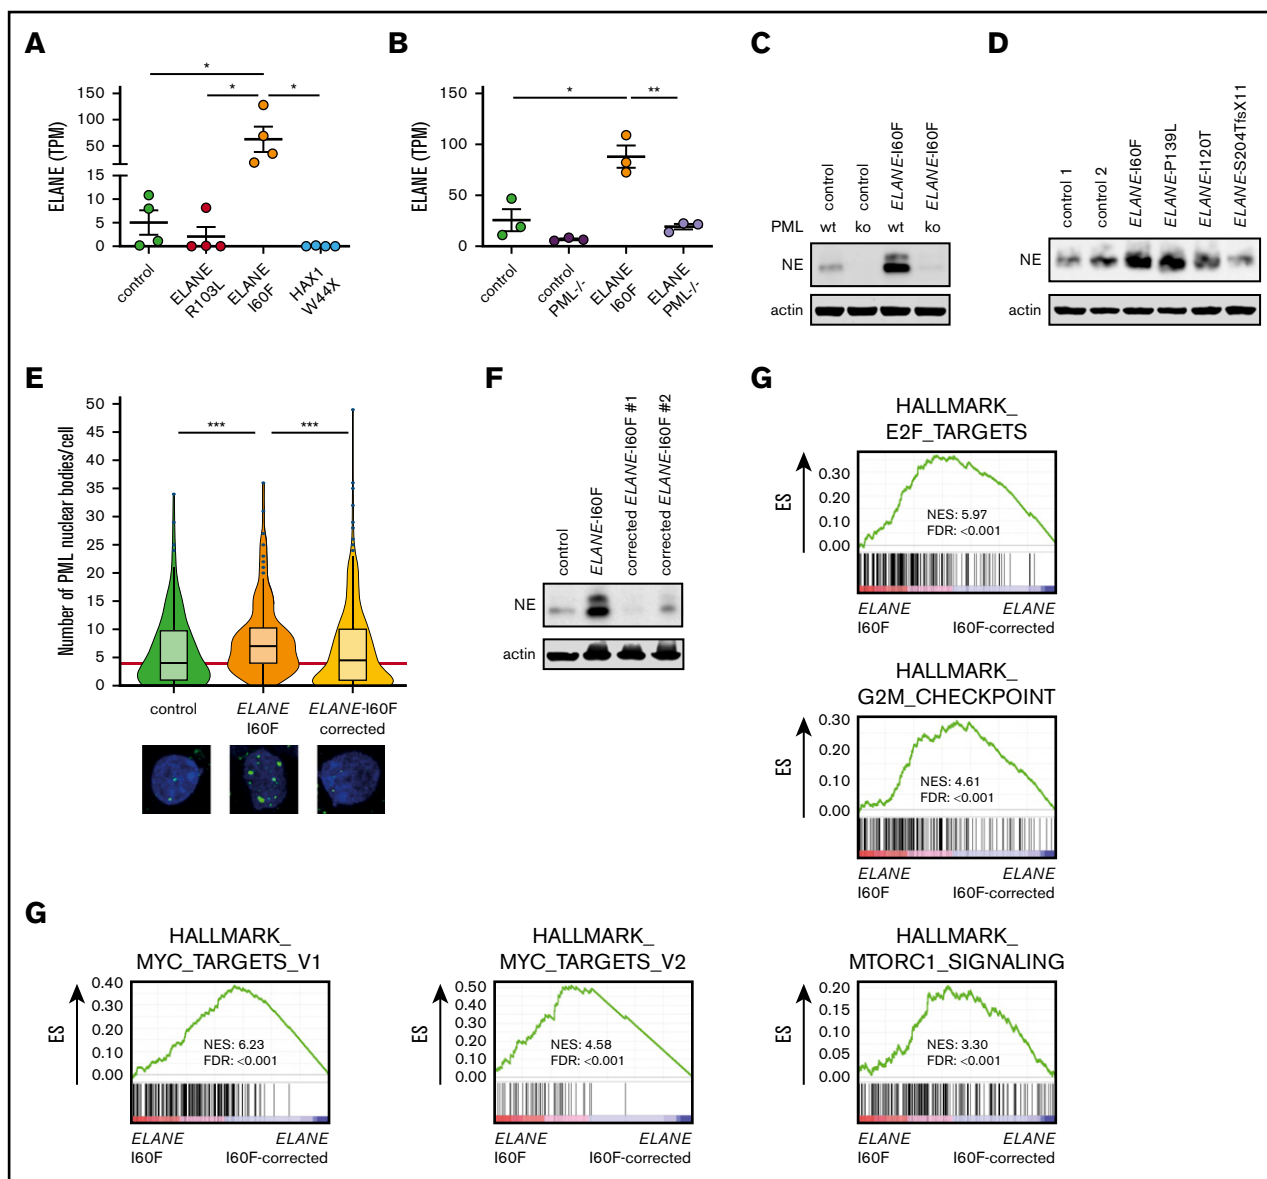 A
ELANE (TPM)
150
100
50
15
10
5
0
*
*
*
control
ELANE
R103L
ELANE
I60F
HAX1
W44X
B
ELANE (TPM)
150
100
50
0
*
**
control
control
PML-/-
ELANE
I60F
ELANE
PML-/-
C
control
control
ELANE-I60F
ELANE-I60F
PML wt ko wt ko
NE
actin
D
control 1
control 2
ELANE-I60F
ELANE-P139L
ELANE-I120T
ELANE-S204TfsX11
NE
actin
E
Number of PML nuclear bodies/cell
50
45
40
35
30
25
20
15
10
5
0
***
***
control
ELANE
I60F
ELANE-I60F
corrected
F
control
ELANE-I60F
corrected ELANE-I60F #1
corrected ELANE-I60F #2
NE
actin
G
HALLMARK_
E2F_TARGETS
ES
0.30
0.20
0.10
0.00
NES: 5.97
FDR: <0.001
ELANE
I60F
ELANE
I60F-corrected
HALLMARK_
G2M_CHECKPOINT
ES
0.30
0.20
0.10
0.00
NES: 4.61
FDR: <0.001
ELANE
I60F
ELANE
I60F-corrected
G
HALLMARK_
MYC_TARGETS_V1
ES
0.40
0.30
0.20
0.10
0.00
NES: 6.23
FDR: <0.001
ELANE
I60F
ELANE
I60F-corrected
HALLMARK_
MYC_TARGETS_V2
ES
0.50
0.40
0.30
0.20
0.10
0.00
NES: 4.58
FDR: <0.001
ELANE
I60F
ELANE
I60F-corrected
HALLMARK_
MTORC1_SIGNALING
ES
0.20
0.15
0.10
0.05
0.00
NES: 3.30
FDR: <0.001
ELANE
I60F
ELANE
I60F-corrected